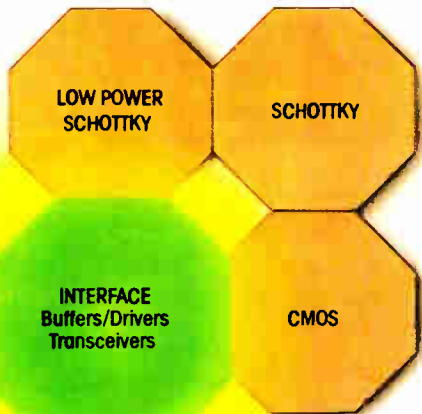 LOW POWER
SCHOTTKY
SCHOTTKY
INTERFACE
Buffers/Drivers
Transceivers
CMOS